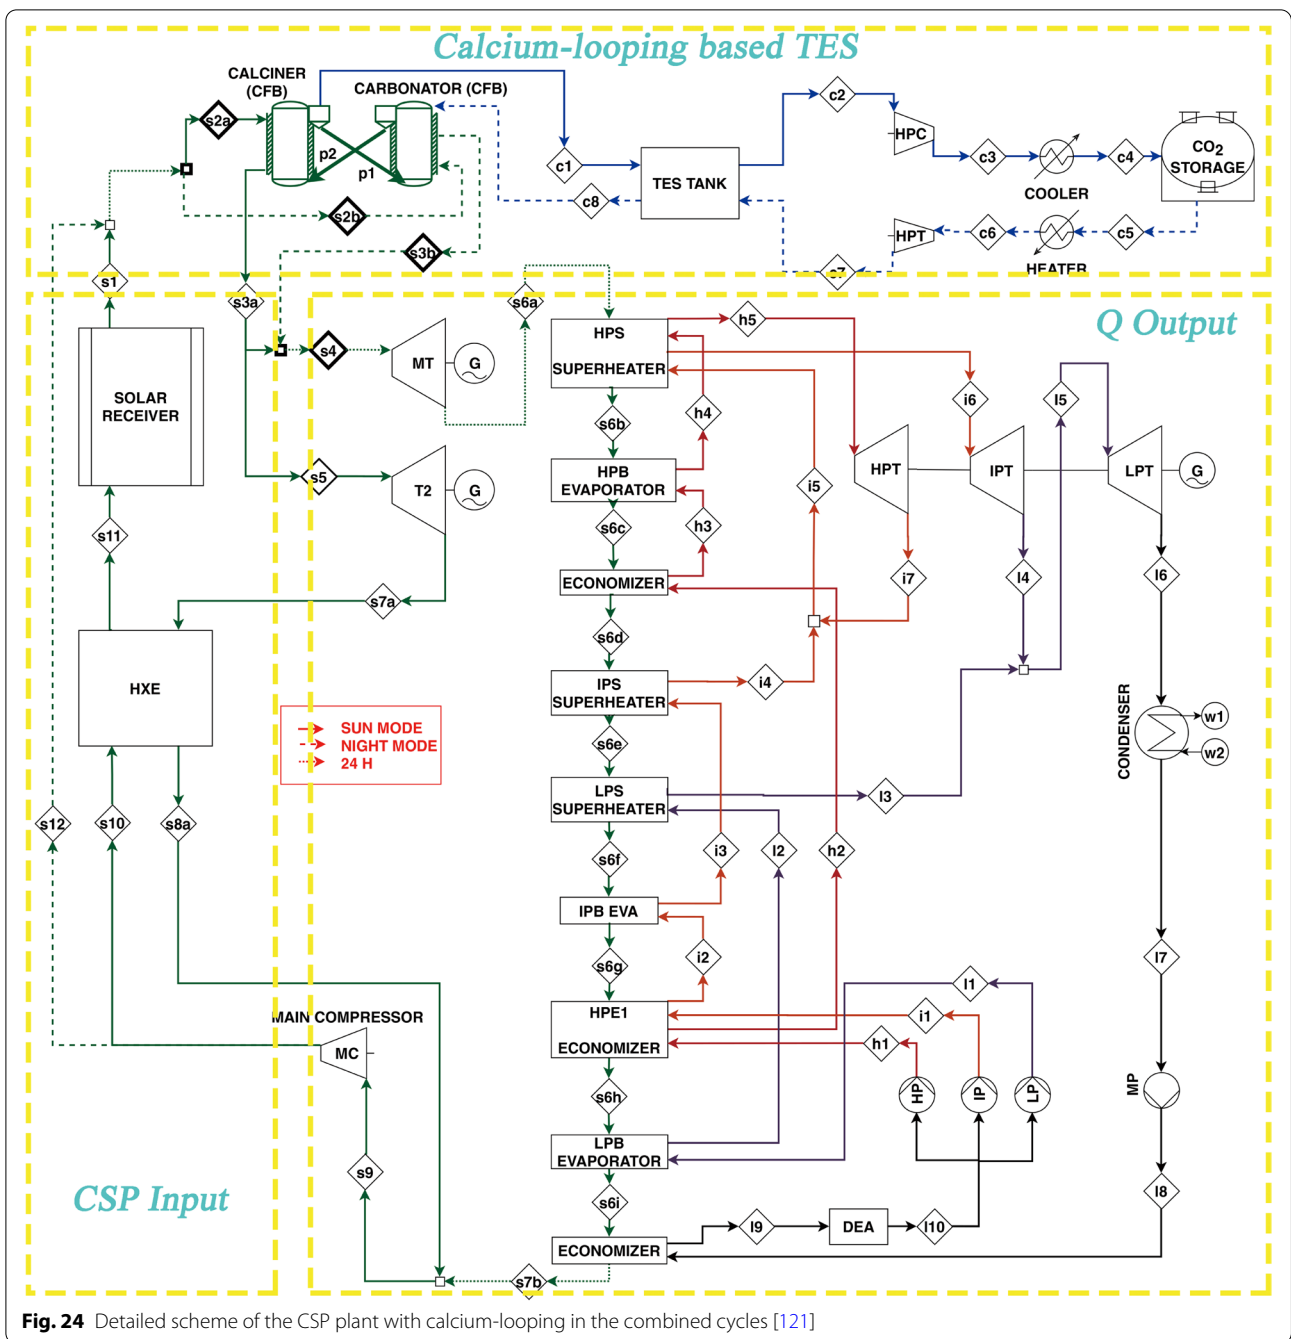 Calcium-looping based TES
CALCINER
(CFB)
CARBONATOR (CFB)
s2a
p2
p1
c1
TES TANK
c2
HPC
c3
COOLER
c4
CO2
STORAGE
c8
s2b
s3b
HPT
c6
HEATER
c5
c7
s1
s3a
s6a
Q Output
SOLAR
RECEIVER
s4
MT
G
HPS
SUPERHEATER
h5
i6
l5
s6b
h4
HPB
EVAPORATOR
HPT
IPT
LPT
G
s5
T2
G
i5
s11
s6c
h3
ECONOMIZER
i7
l4
l6
s7a
s6d
HXE
IPS
SUPERHEATER
i4
SUN MODE
NIGHT MODE
24 H
s6e
CONDENSER
w1
w2
LPS
SUPERHEATER
l3
s12
s10
s8a
s6f
i3
l2
h2
IPB EVA
s6g
i2
l7
HPE1
ECONOMIZER
l1
i1
h1
MAIN COMPRESSOR
MC
HP
IP
LP
MP
s6h
LPB
EVAPORATOR
s9
CSP Input
s6i
l8
ECONOMIZER
l9
DEA
l10
s7b
Fig. 24 Detailed scheme of the CSP plant with calcium-looping in the combined cycles [121]